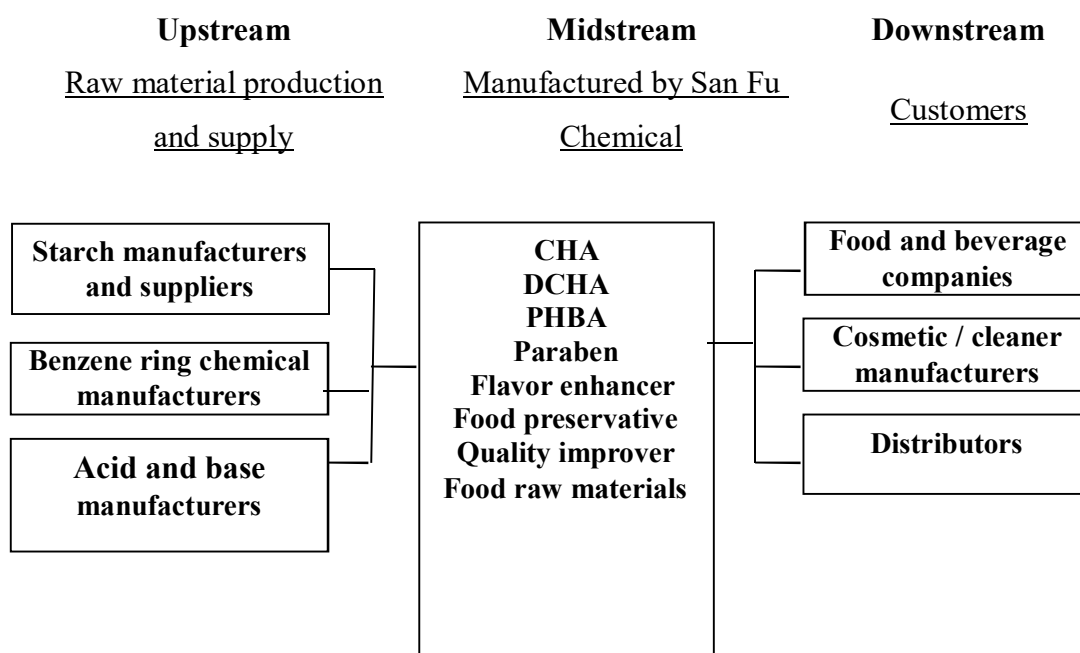 Upstream
Raw material production
and supply
Midstream
Manufactured by San Fu
Chemical
Downstream
Customers
Starch manufacturers
and suppliers
Benzene ring chemical
manufacturers
Acid and base
manufacturers
CHA
DCHA
PHBA
Paraben
Flavor enhancer
Food preservative
Quality improver
Food raw materials
Food and beverage
companies
Cosmetic / cleaner
manufacturers
Distributors